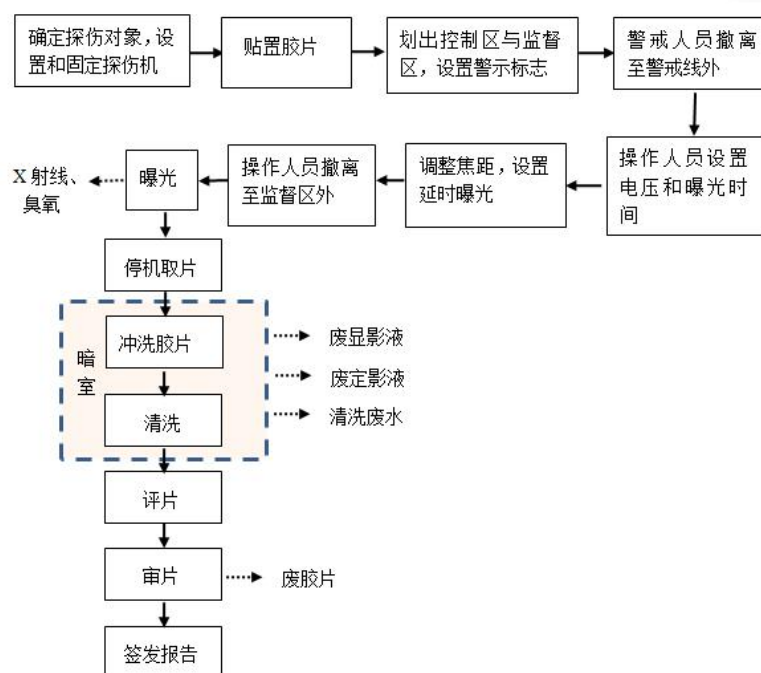 确定探伤对象，设
置和固定探伤机
贴置胶片
划出控制区与监督
区，设置警示标志
警戒人员撤离
至警戒线外
操作人员设置
电压和曝光时
间
调整焦距，设置
延时曝光
操作人员撤离
至监督区外
曝光
X 射线、
臭氧
停机取片
暗
室
冲洗胶片
废显影液
废定影液
清洗
清洗废水
评片
审片
废胶片
签发报告